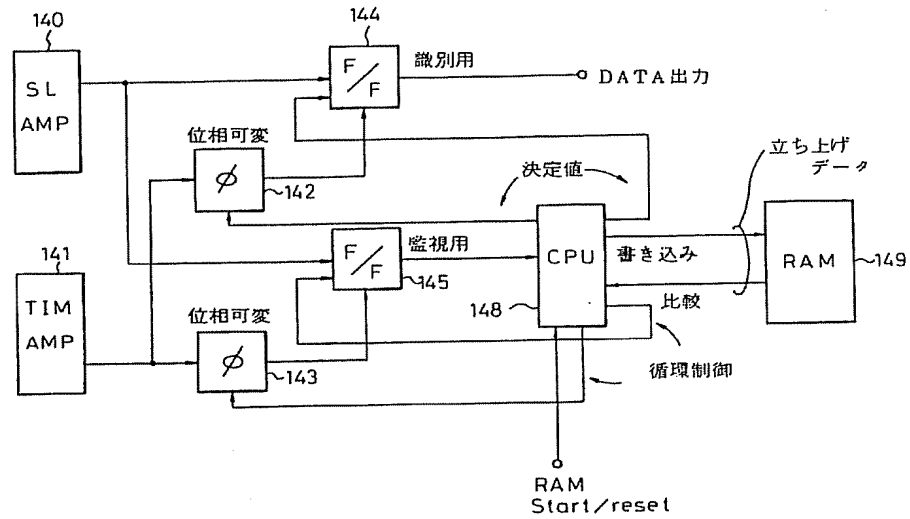 140
SL
AMP
144
F/F
識別用
DATA出力
位相可変
φ
142
決定値
立ち上げ
データ
141
TIM
AMP
F/F
監視用
145
CPU
148
書き込み
比較
RAM
149
位相可変
φ
143
循環制御
RAM
Start/reset